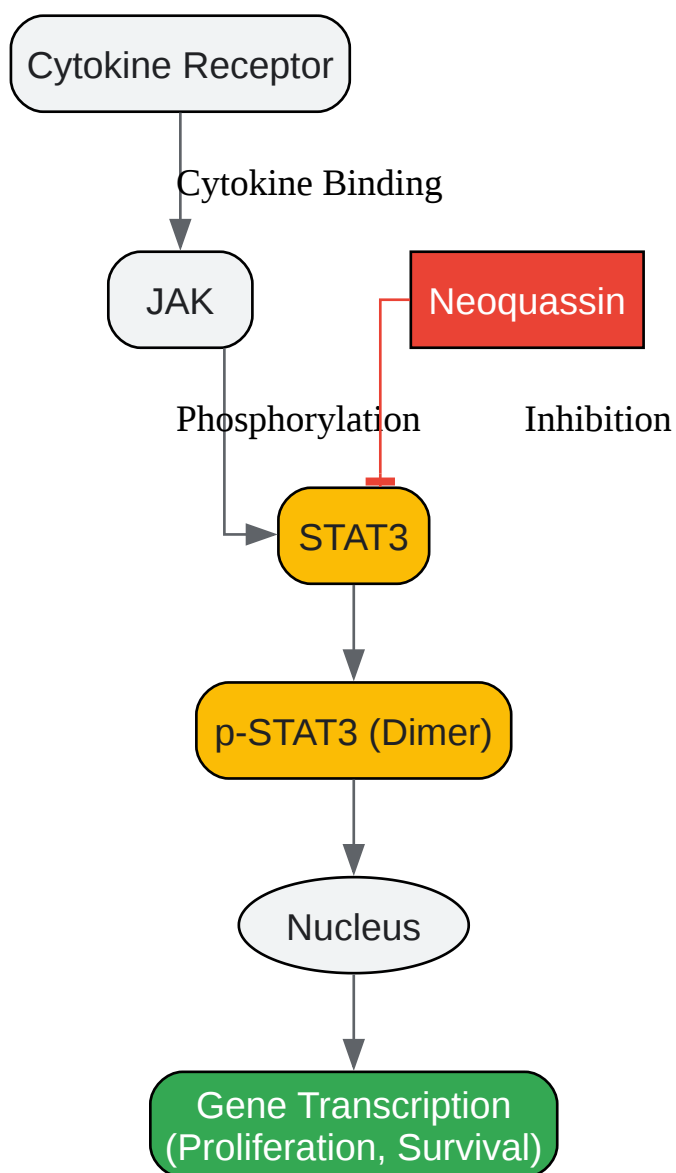 Cytokine Receptor
Cytokine Binding
JAK
Neoquassin
Phosphorylation
Inhibition
STAT3
p-STAT3 (Dimer)
Nucleus
Gene Transcription
(Proliferation, Survival)